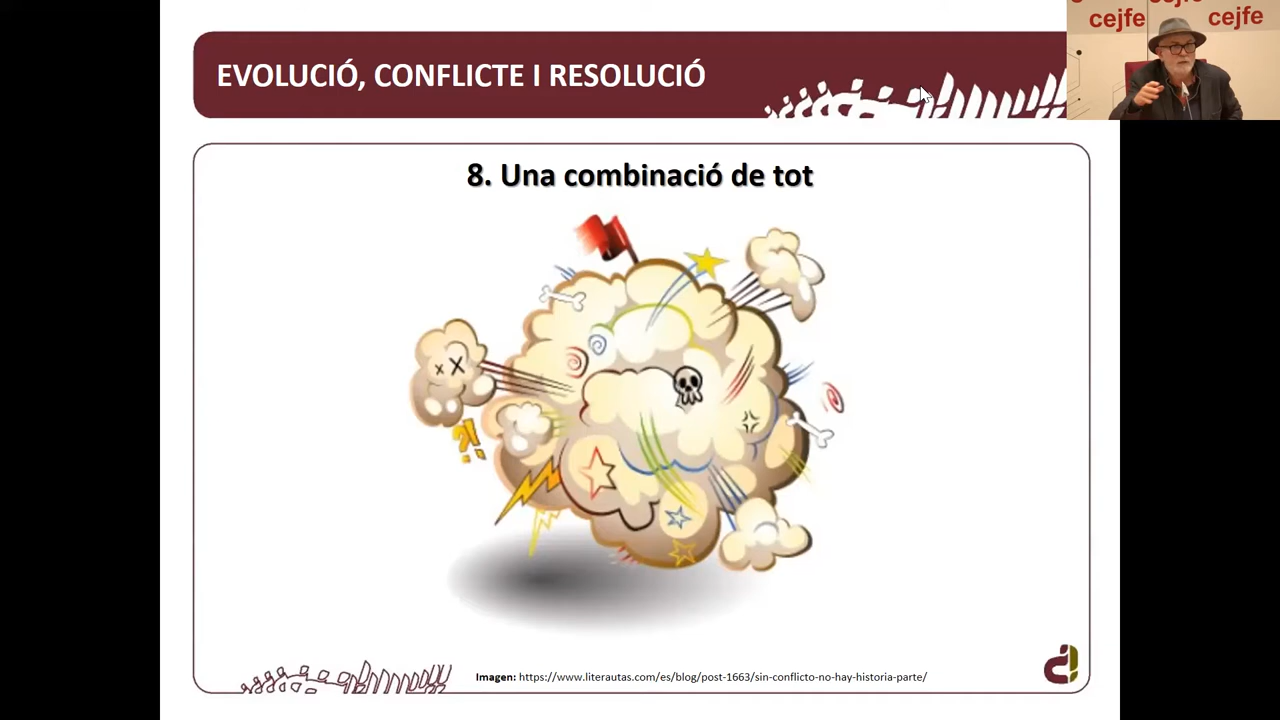 cejfe
cejfe
EVOLUCIÓ, CONFLICTE I RESOLUCIÓ
8. Una combinació de tot
x x
?!
Imagen: https://www.literautas.com/es/blog/post-1663/sin-conflicto-no-hay-historia-parte/